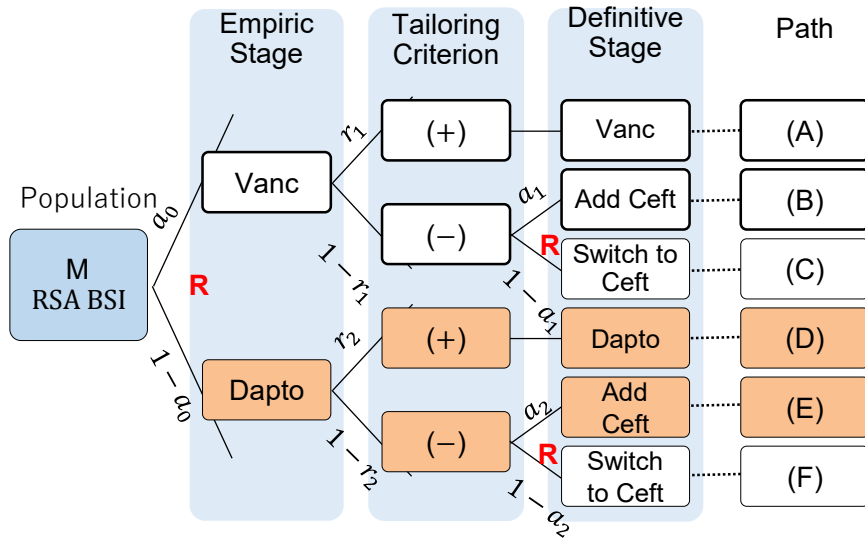 Empiric
Stage
Tailoring
Criterion
Definitive
Stage
Path
Population
M
RSA BSI
a₀
R
1 − a₀
Vanc
r₁
1 − r₁
(+)
Vanc
(A)
(−)
a₁
R
1 − a₁
Add Ceft
(B)
Switch to
Ceft
(C)
Dapto
r₂
1 − r₂
(+)
Dapto
(D)
(−)
a₂
R
1 − a₂
Add
Ceft
(E)
Switch
to Ceft
(F)